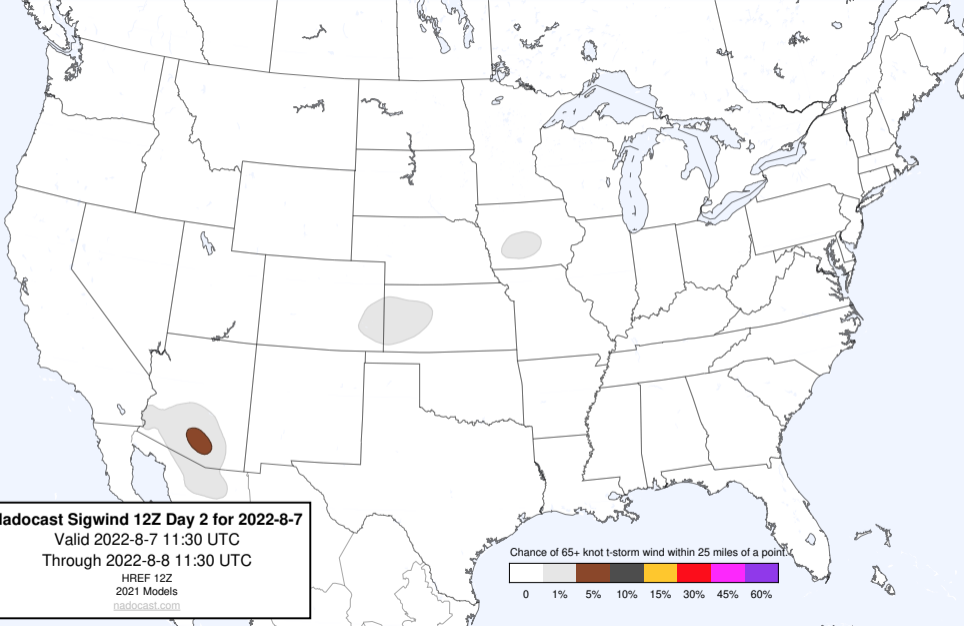 Nadocast Sigwind 12Z Day 2 for 2022-8-7
Valid 2022-8-7 11:30 UTC
Through 2022-8-8 11:30 UTC
HREF 12Z
2021 Models
nadocast.com
Chance of 65+ knot t-storm wind within 25 miles of a point.
0 1% 5% 10% 15% 30% 45% 60%